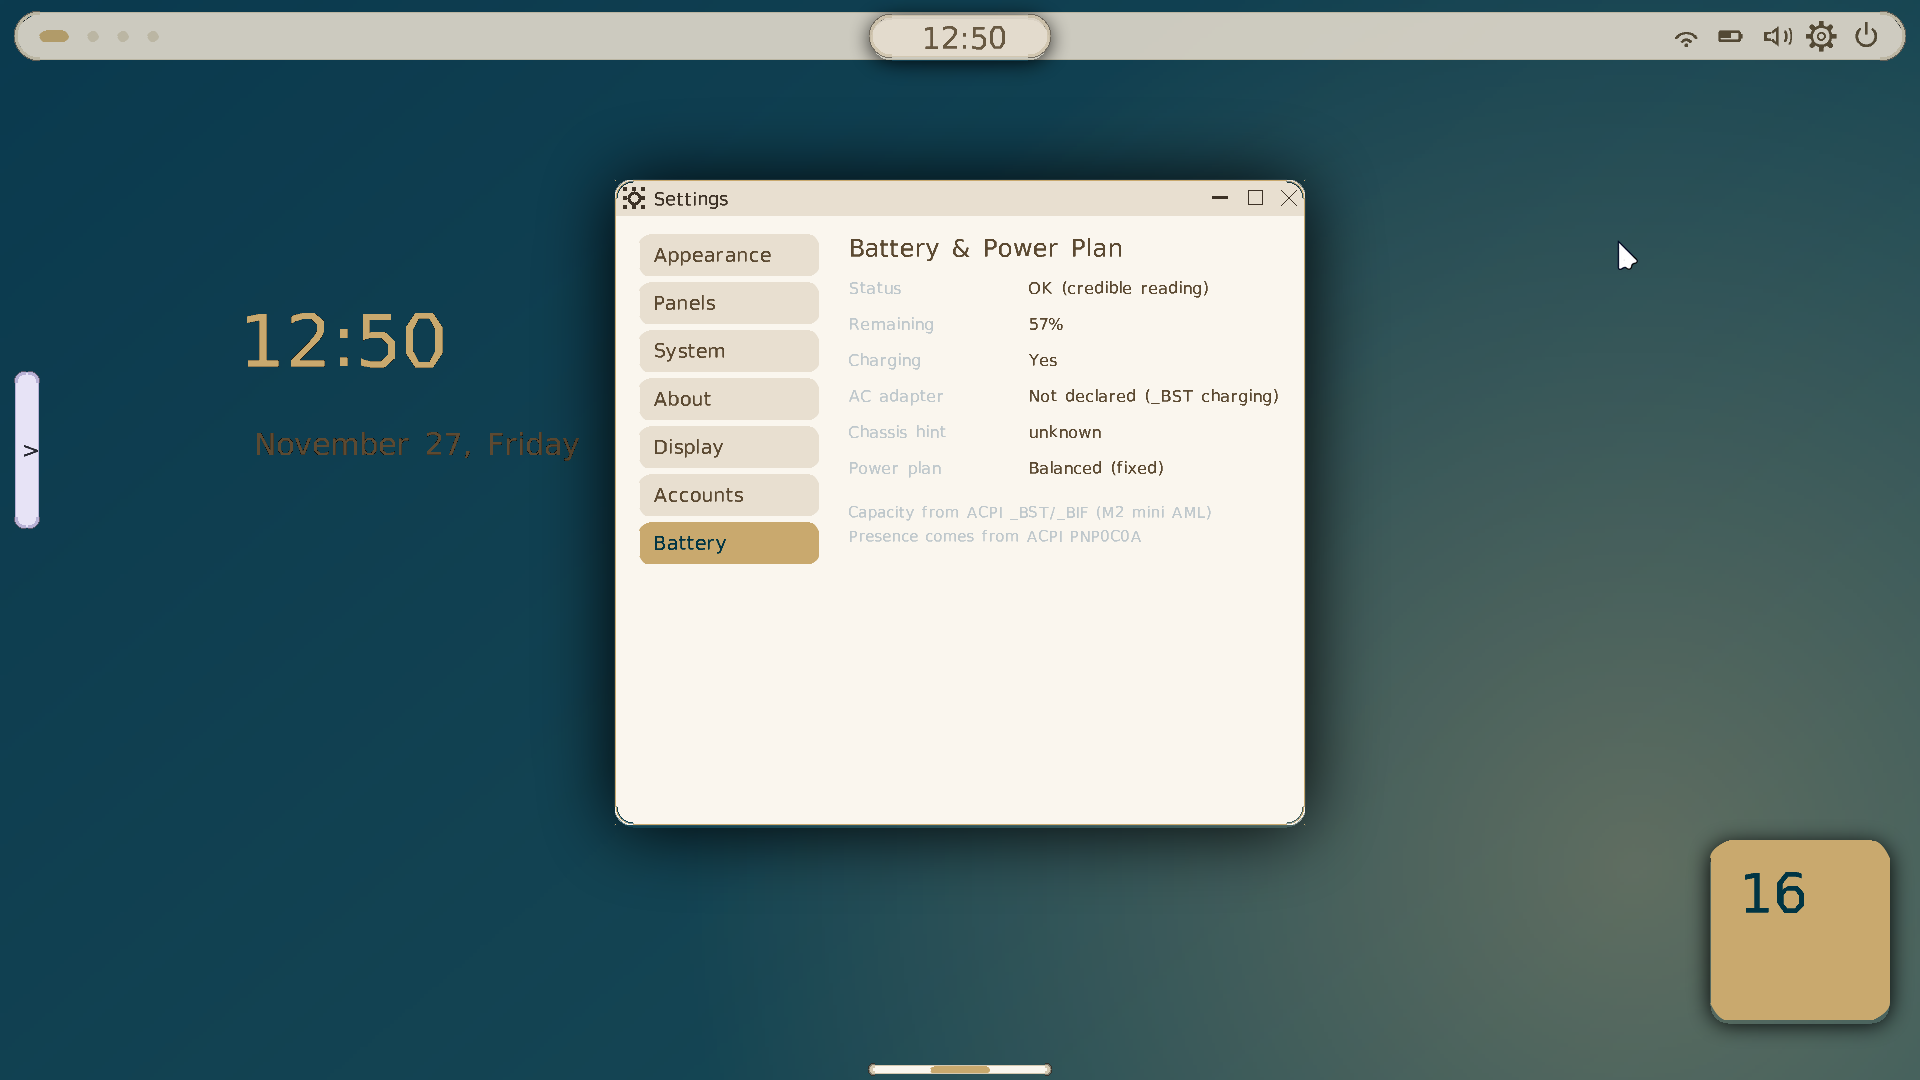 12:50
12:50
November 27, Friday
>
Settings
Appearance
Panels
System
About
Display
Accounts
Battery
Battery & Power Plan
Status OK (credible reading)
Remaining 57%
Charging Yes
AC adapter Not declared (_BST charging)
Chassis hint unknown
Power plan Balanced (fixed)
Capacity from ACPI _BST/_BIF (M2 mini AML)
Presence comes from ACPI PNP0C0A
16